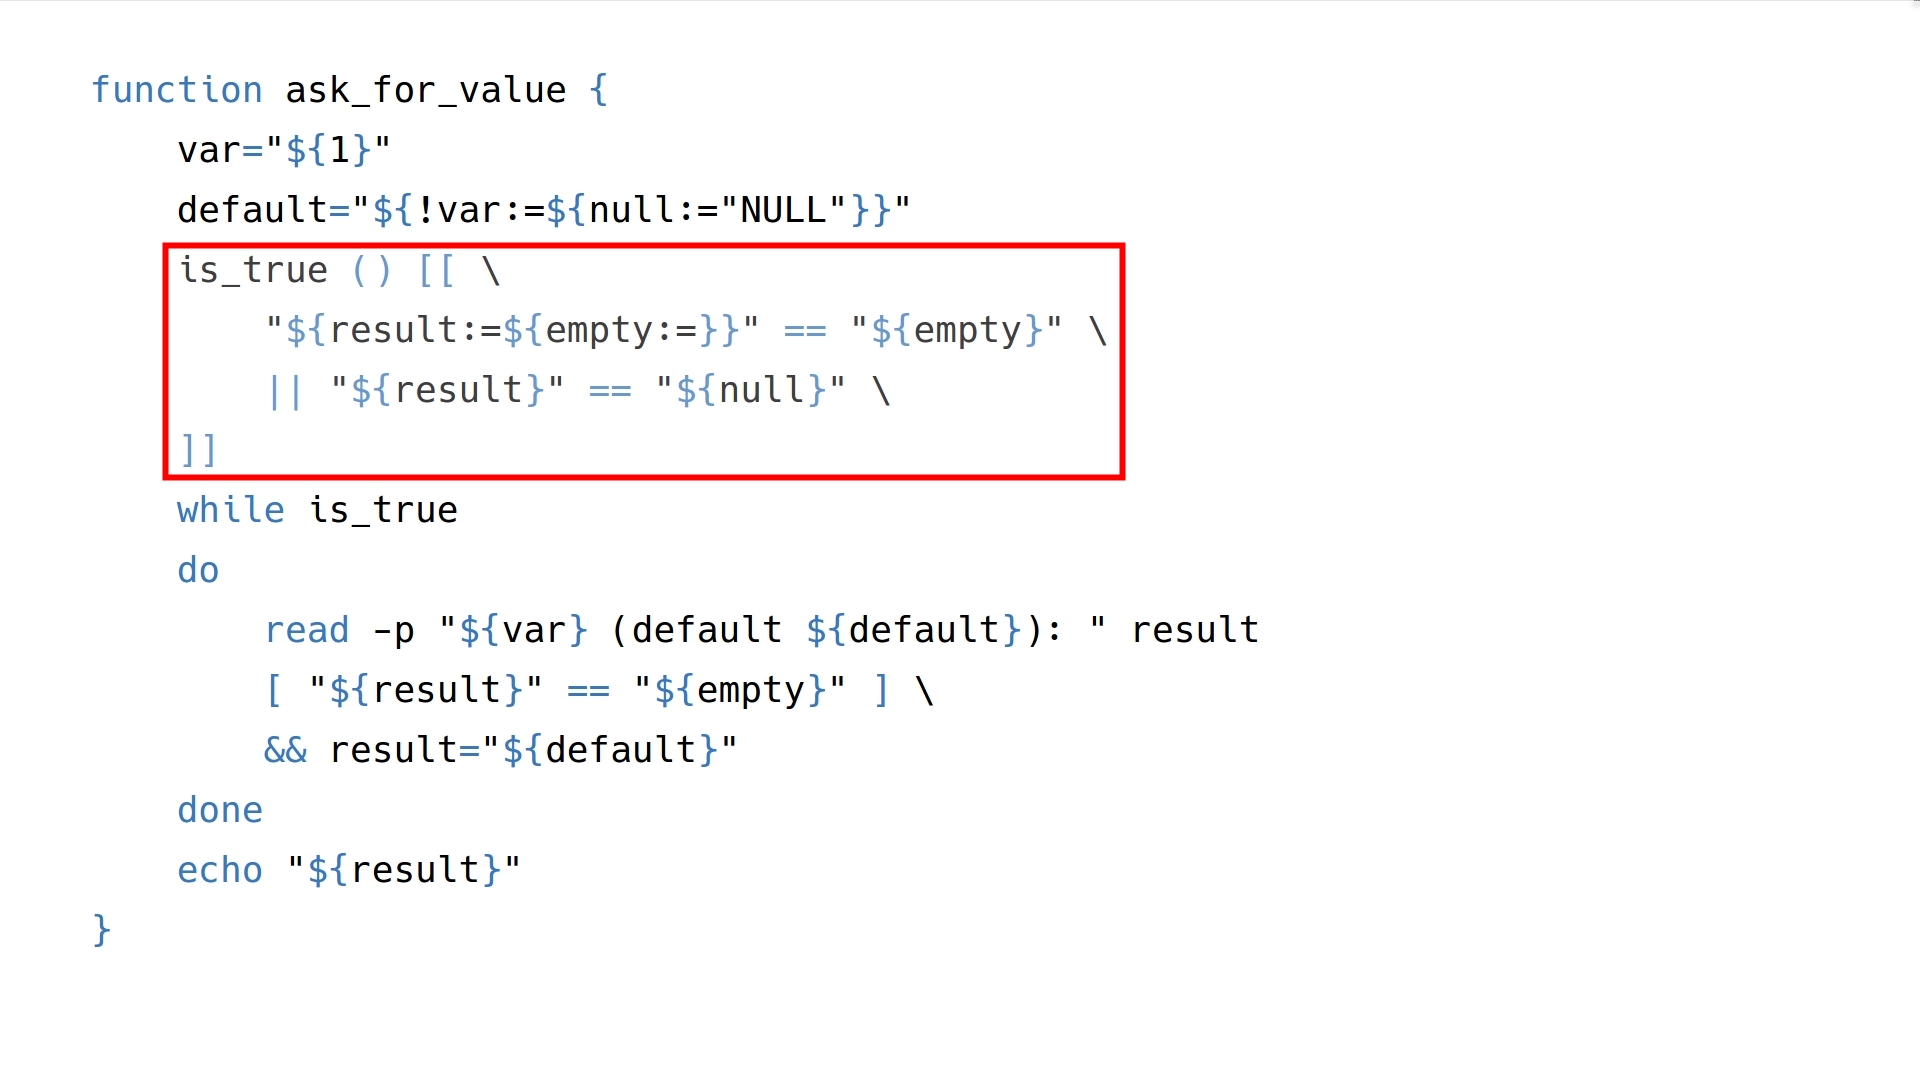 function ask_for_value {
    var="${1}"
    default="${!var:=${null:="NULL"}}"
    is_true () [[ \
        "${result:=${empty:=}}" == "${empty}" \
        || "${result}" == "${null}" \
    ]]
    while is_true
    do
        read -p "${var} (default ${default}): " result
        [ "${result}" == "${empty}" ] \
        && result="${default}"
    done
    echo "${result}"
}